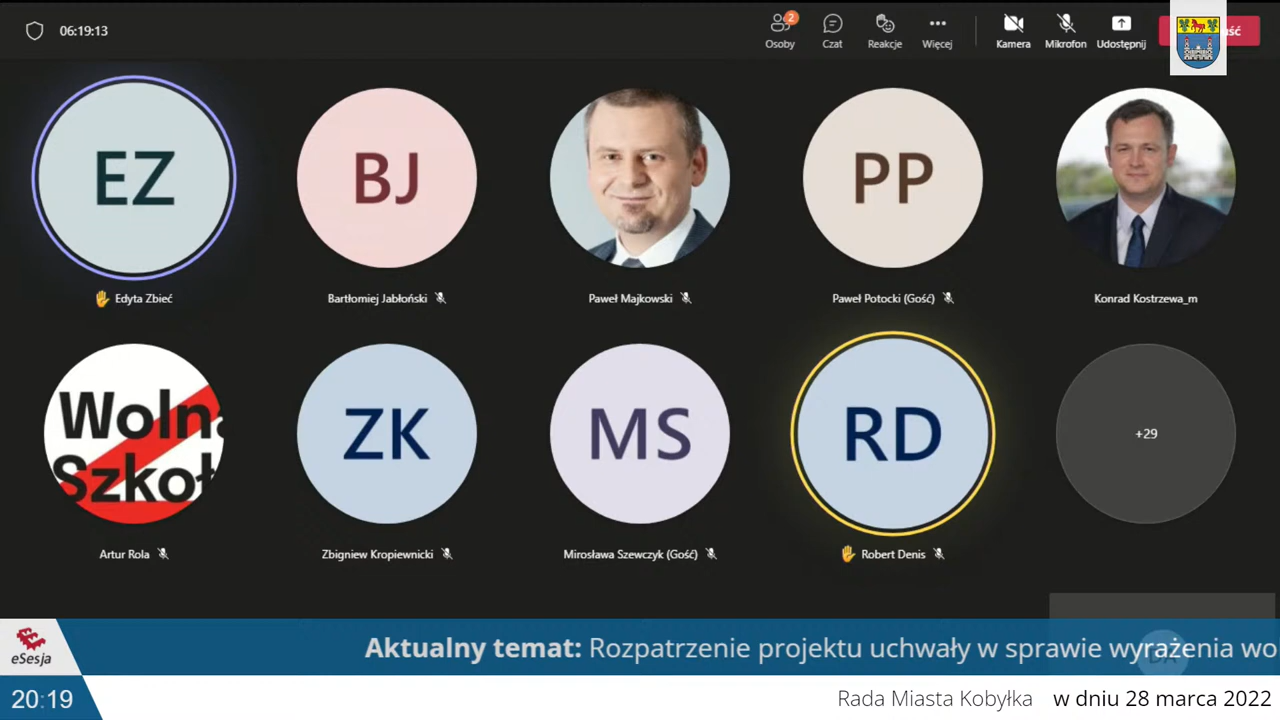 06:19:13
2
Osoby
Czat
Reakcje
Więcej
Kamera
Mikrofon
Udostępnij
EZ
BJ
PP
Edyta Zbieć
Bartłomiej Jabłoński
Paweł Majkowski
Paweł Potocki (Gość)
Konrad Kostrzewa_m
Woln
Szkoł
ZK
MS
RD
+29
Artur Rola
Zbigniew Kropiewnicki
Mirosława Szewczyk (Gość)
Robert Denis
eSesja
Aktualny temat: Rozpatrzenie projektu uchwały w sprawie wyrażenia wo
20:19
Rada Miasta Kobyłka w dniu 28 marca 2022